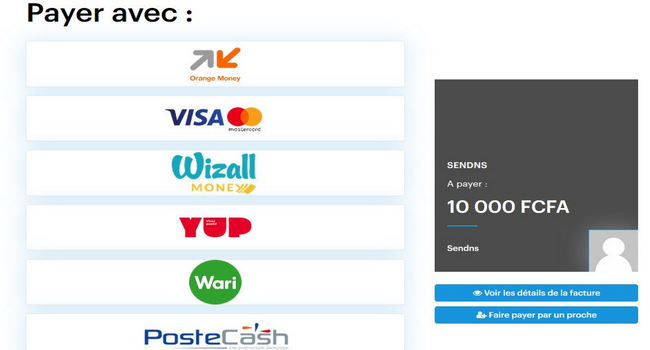 Payer avec :
Orange Money
VISA
mastercard
Wizall
MONEY
YUP
Wari
PosteCash
SENDNS
A payer :
10 000 FCFA
Sendns
Voir les détails de la facture
Faire payer par un proche